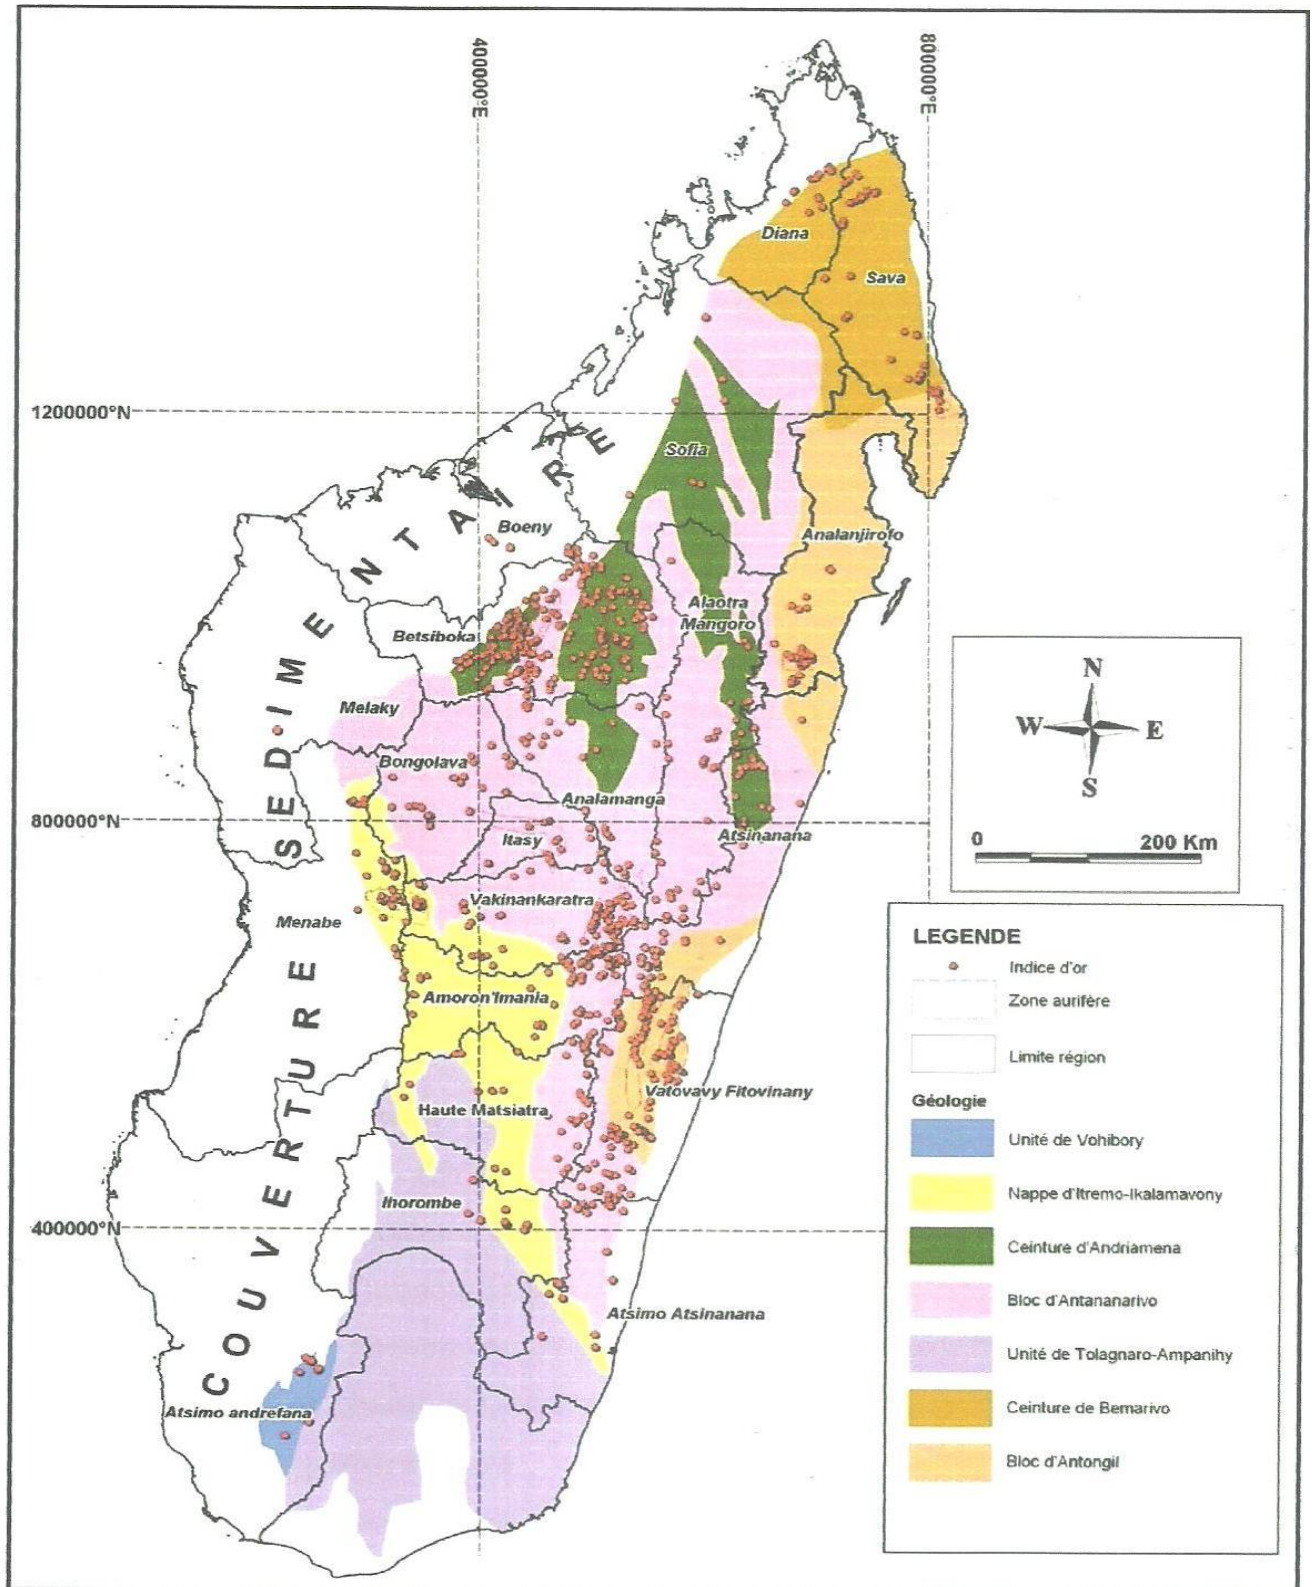 400000°E
800000°E
Diana
Sava
1200000°N
Sofia
Boeny
Analanjirofo
Alaotra
Mangoro
Betsiboka
Melaky
Bongolava
Analamanga
800000°N
Itasy
Atsinanana
Vakinankaratra
Menabe
Amoron'Imania
Vatovavy Fitovinany
Haute Matsiatra
Ihorombe
400000°N
Atsimo Atsinanana
Atsimo andrefana
COUVERTURE SEDIMENTAIRE
N
W E
S
0 200 Km
LEGENDE
Indice d'or
Zone aurifère
Limite région
Géologie
Unité de Vohibory
Nappe d'Itremo-Ikalamavony
Ceinture d'Andriamena
Bloc d'Antananarivo
Unité de Tolagnaro-Ampanihy
Ceinture de Bemarivo
Bloc d'Antongil